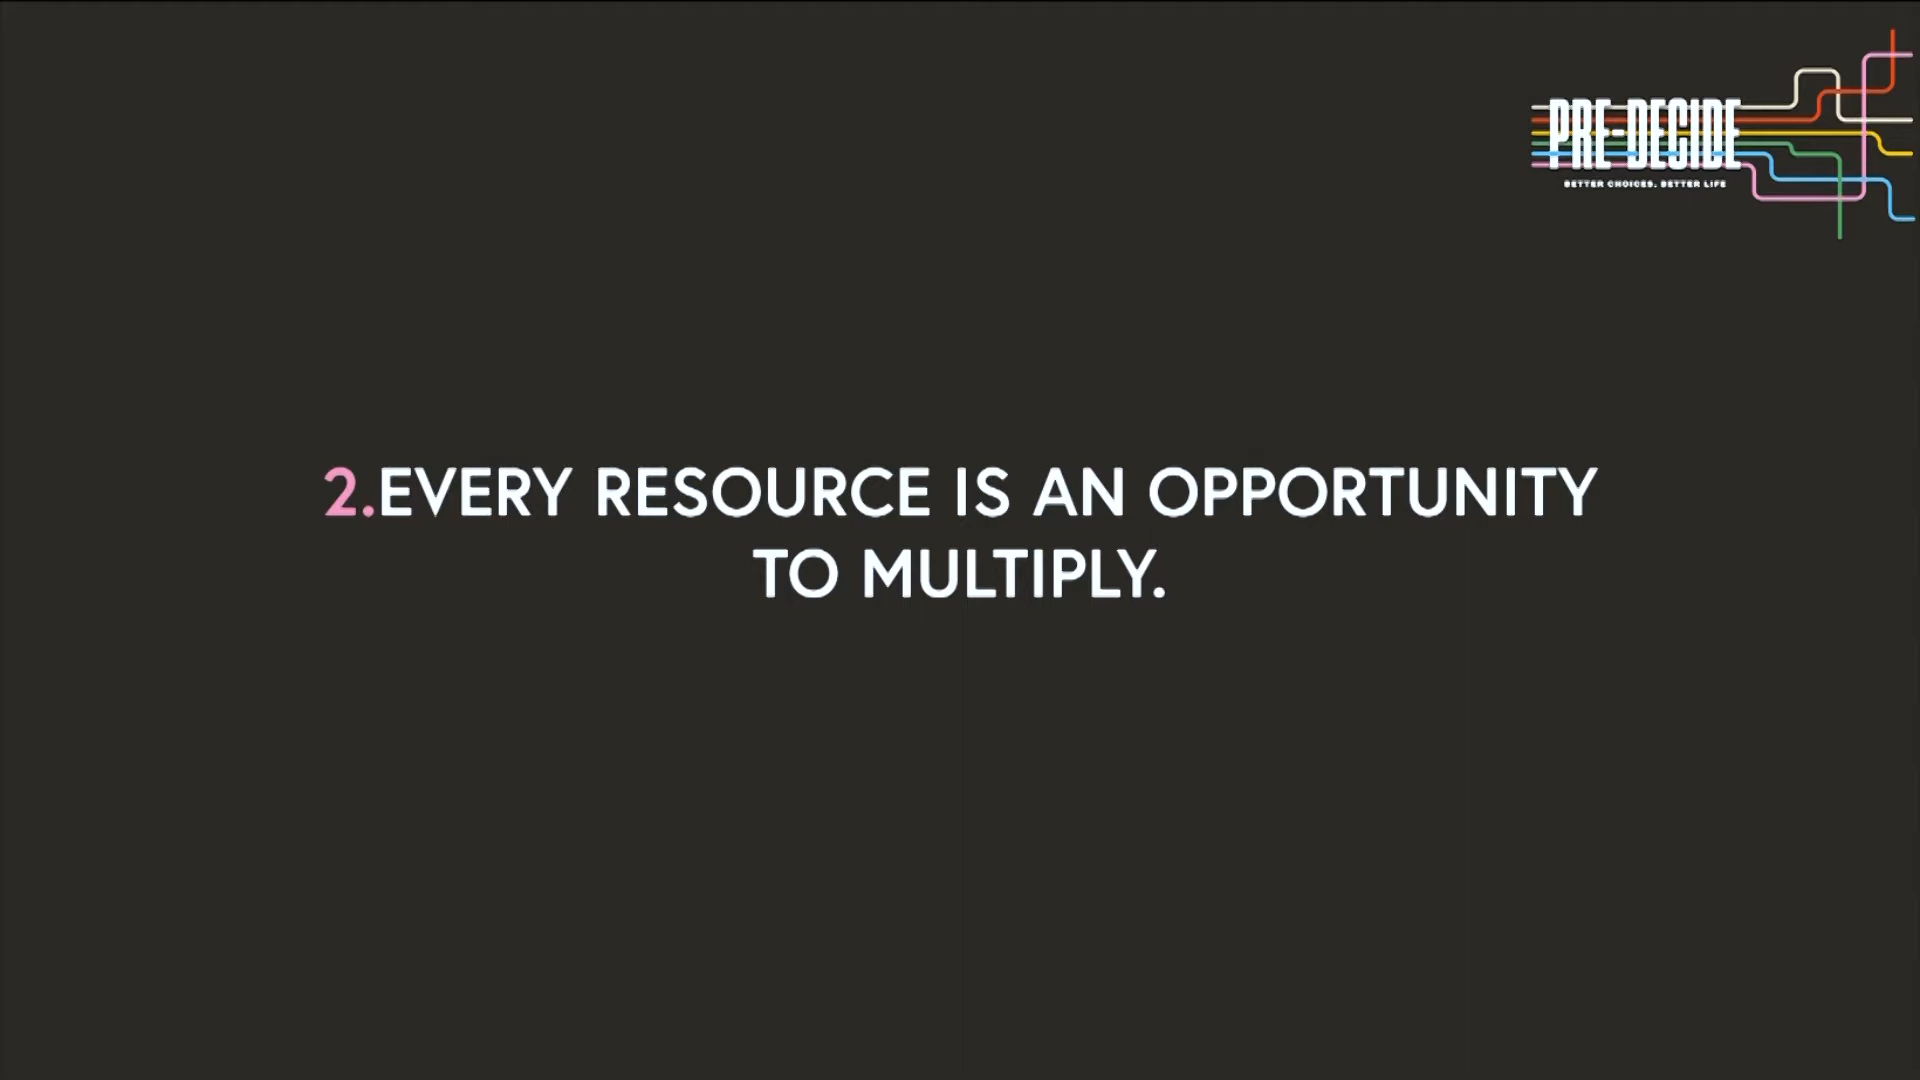 PRE-DECIDE
BETTER CHOICES, BETTER LIFE
2.EVERY RESOURCE IS AN OPPORTUNITY
TO MULTIPLY.